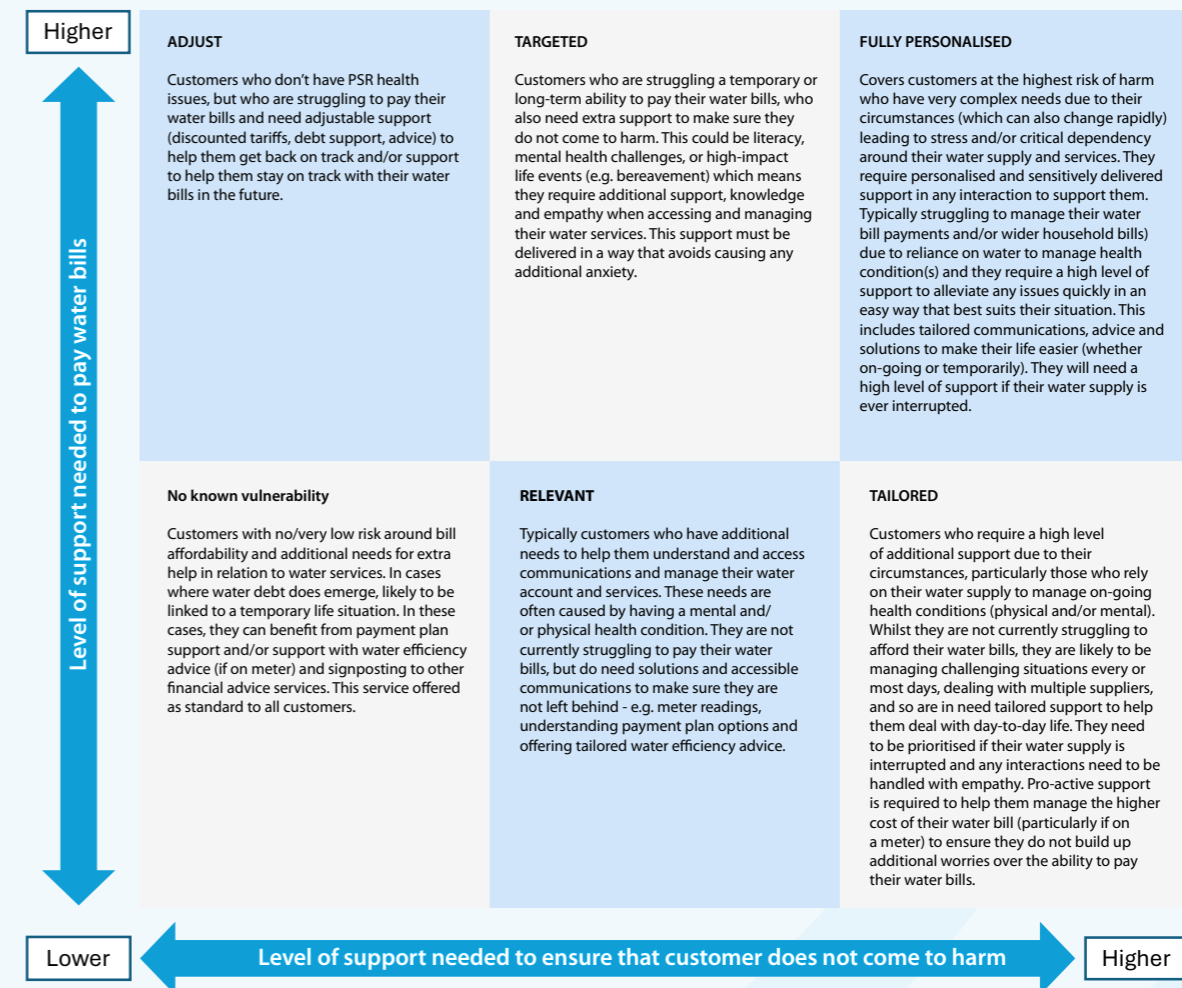 Higher
Level of support needed to pay water bills
ADJUST
Customers who don't have PSR health
issues, but who are struggling to pay their
water bills and need adjustable support
(discounted tariffs, debt support, advice) to
help them get back on track and/or support
to help them stay on track with their water
bills in the future.
TARGETED
Customers who are struggling a temporary or
long-term ability to pay their water bills, who
also need extra support to make sure they
do not come to harm. This could be literacy,
mental health challenges, or high-impact
life events (e.g. bereavement) which means
they require additional support, knowledge
and empathy when accessing and managing
their water services. This support must be
delivered in a way that avoids causing any
additional anxiety.
FULLY PERSONALISED
Covers customers at the highest risk of harm
who have very complex needs due to their
circumstances (which can also change rapidly)
leading to stress and/or critical dependency
around their water supply and services. They
require personalised and sensitively delivered
support in any interaction to support them.
Typically struggling to manage their water
bill payments and/or wider household bills)
due to reliance on water to manage health
condition(s) and they require a high level of
support to alleviate any issues quickly in an
easy way that best suits their situation. This
includes tailored communications, advice and
solutions to make their life easier (whether
on-going or temporarily). They will need a
high level of support if their water supply is
ever interrupted.
No known vulnerability
Customers with no/very low risk around bill
affordability and additional needs for extra
help in relation to water services. In cases
where water debt does emerge, likely to be
linked to a temporary life situation. In these
cases, they can benefit from payment plan
support and/or support with water efficiency
advice (if on meter) and signposting to other
financial advice services. This service offered
as standard to all customers.
RELEVANT
Typically customers who have additional
needs to help them understand and access
communications and manage their water
account and services. These needs are
often caused by having a mental and/
or physical health condition. They are not
currently struggling to pay their water
bills, but do need solutions and accessible
communications to make sure they are
not left behind - e.g. meter readings,
understanding payment plan options and
offering tailored water efficiency advice.
TAILORED
Customers who require a high level
of additional support due to their
circumstances, particularly those who rely
on their water supply to manage on-going
health conditions (physical and/or mental).
Whilst they are not currently struggling to
afford their water bills, they are likely to be
managing challenging situations every or
most days, dealing with multiple suppliers,
and so are in need tailored support to help
them deal with day-to-day life. They need
to be prioritised if their water supply is
interrupted and any interactions need to be
handled with empathy. Pro-active support
is required to help them manage the higher
cost of their water bill (particularly if on
a meter) to ensure they do not build up
additional worries over the ability to pay
their water bills.
Lower
Level of support needed to ensure that customer does not come to harm
Higher